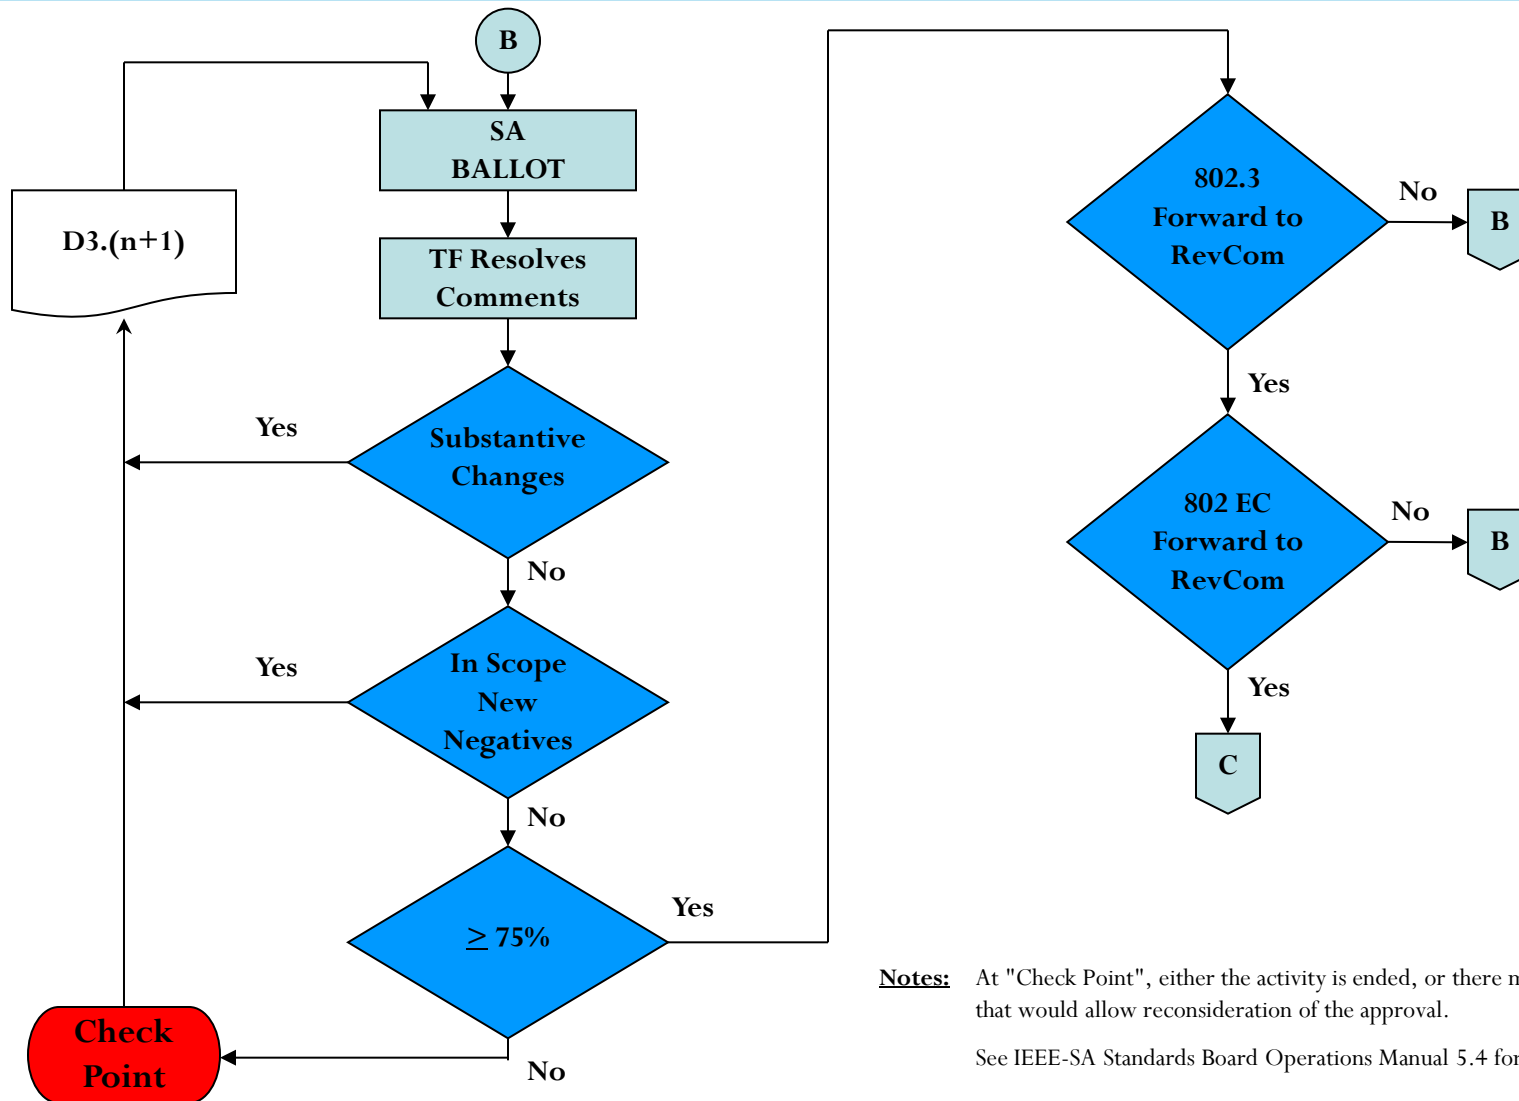 B
SA
BALLOT
D3.(n+1)
TF Resolves
Comments
Yes
Substantive
Changes
No
Yes
In Scope
New
Negatives
No
≥ 75%
Yes
No
Check
Point
802.3
Forward to
RevCom
No
B
Yes
802 EC
Forward to
RevCom
No
B
Yes
C
Notes: At "Check Point", either the activity is ended, or there
that would allow reconsideration of the approval.
See IEEE-SA Standards Board Operations Manual 5.4 for